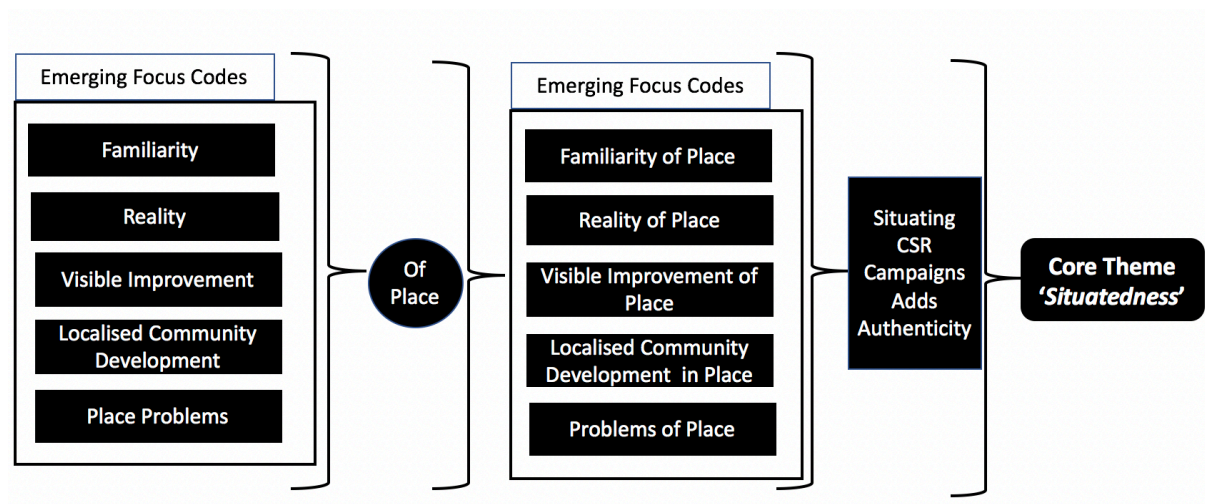 Emerging Focus Codes
Familiarity
Reality
Visible Improvement
Localised Community
Development
Place Problems
Of
Place
Emerging Focus Codes
Familiarity of Place
Reality of Place
Visible Improvement of
Place
Localised Community
Development in Place
Problems of Place
Situating
CSR
Campaigns
Adds
Authenticity
Core Theme
‘Situatedness’